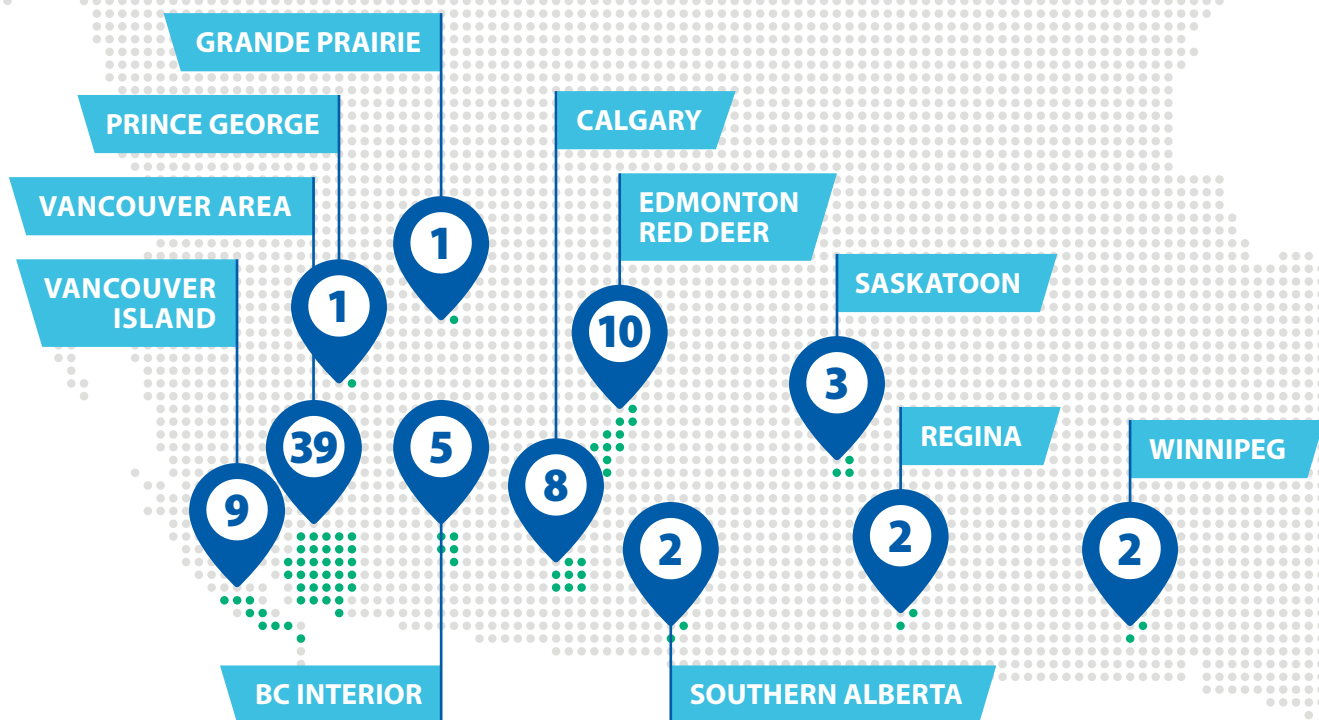 GRANDE PRAIRIE
PRINCE GEORGE
CALGARY
VANCOUVER AREA
EDMONTON
RED DEER
1
VANCOUVER
ISLAND
SASKATOON
1
10
3
39
5
REGINA
WINNIPEG
8
9
2
2
2
BC INTERIOR
SOUTHERN ALBERTA